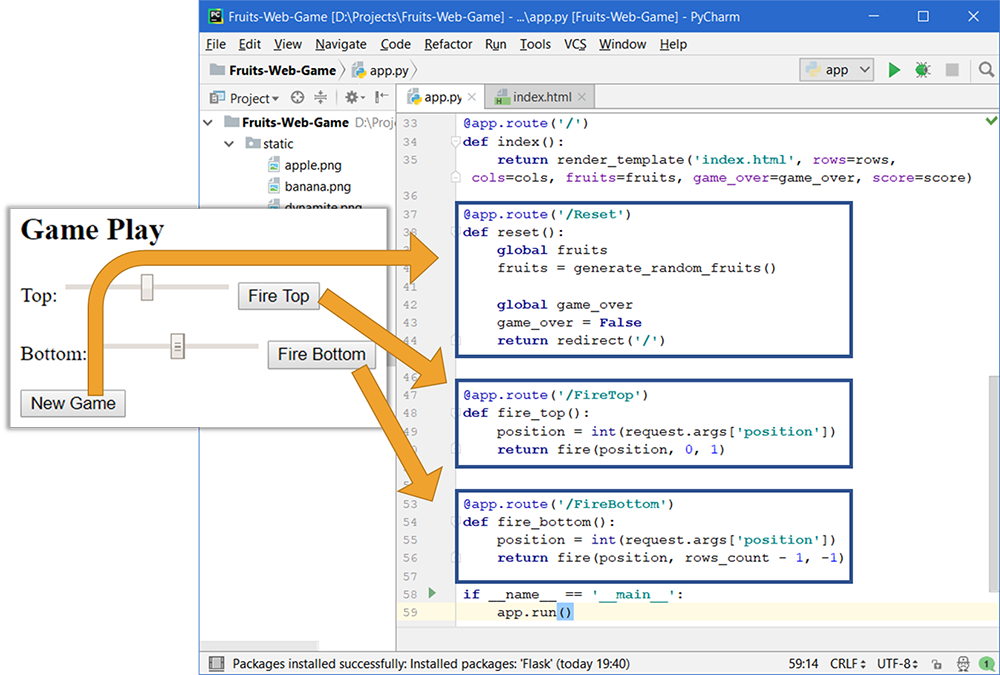 Fruits-Web-Game [D:\Projects\Fruits-Web-Game] - ...\app.py [Fruits-Web-Game] - PyCharm
File Edit View Navigate Code Refactor Run Tools VCS Window Help
Fruits-Web-Game app.py app
Project app.py index.html
Fruits-Web-Game D:\Proj
static
apple.png
banana.png
dynamite.png
Game Play
Top: Fire Top
Bottom: Fire Bottom
New Game
33 @app.route('/')
34 def index():
35 return render_template('index.html', rows=rows,
cols=cols, fruits=fruits, game_over=game_over, score=score)
36
37 @app.route('/Reset')
38 def reset():
global fruits
fruits = generate_random_fruits()
41
42 global game_over
43 game_over = False
44 return redirect('/')
46
47 @app.route('/FireTop')
48 def fire_top():
49 position = int(request.args['position'])
return fire(position, 0, 1)
53 @app.route('/FireBottom')
54 def fire_bottom():
55 position = int(request.args['position'])
56 return fire(position, rows_count - 1, -1)
57
58 if __name__ == '__main__':
59 app.run()
Packages installed successfully: Installed packages: 'Flask' (today 19:40) 59:14 CRLF UTF-8 1